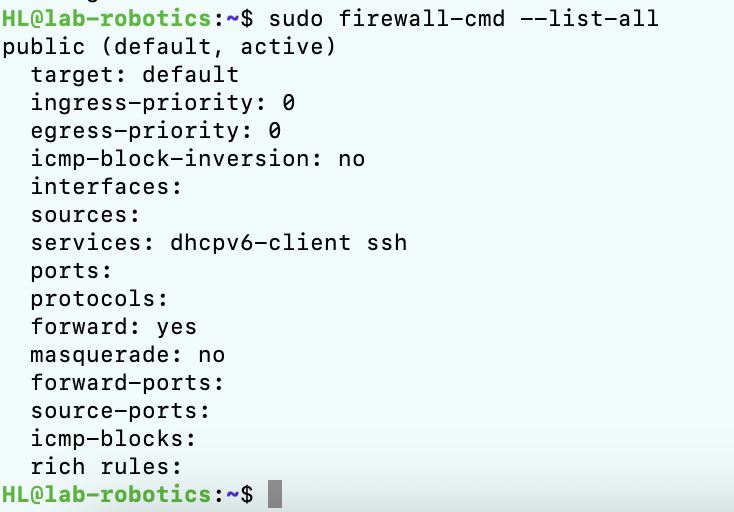 HL@lab-robotics:~$ sudo firewall-cmd --list-all
public (default, active)
  target: default
  ingress-priority: 0
  egress-priority: 0
  icmp-block-inversion: no
  interfaces:
  sources:
  services: dhcpv6-client ssh
  ports:
  protocols:
  forward: yes
  masquerade: no
  forward-ports:
  source-ports:
  icmp-blocks:
  rich rules:
HL@lab-robotics:~$